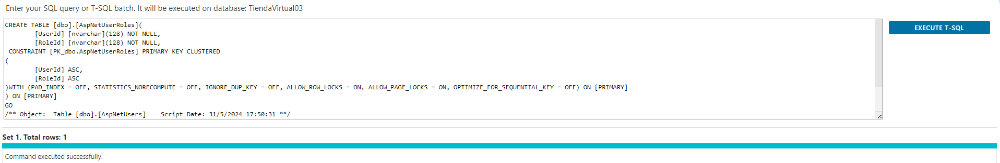 Enter your SQL query or T-SQL batch. It will be executed on database: TiendaVirtual03
CREATE TABLE [dbo].[AspNetUserRoles](
[UserId] [nvarchar](128) NOT NULL,
[RoleId] [nvarchar](128) NOT NULL,
CONSTRAINT [PK_dbo.AspNetUserRoles] PRIMARY KEY CLUSTERED
(
[UserId] ASC,
[RoleId] ASC
)WITH (PAD_INDEX = OFF, STATISTICS_NORECOMPUTE = OFF, IGNORE_DUP_KEY = OFF, ALLOW_ROW_LOCKS = ON, ALLOW_PAGE_LOCKS = ON, OPTIMIZE_FOR_SEQUENTIAL_KEY = OFF) ON [PRIMARY]
) ON [PRIMARY]
GO
/** Object:  Table [dbo].[AspNetUsers]    Script Date: 31/5/2024 17:50:31 **/
EXECUTE T-SQL
Set 1. Total rows: 1
Command executed successfully.